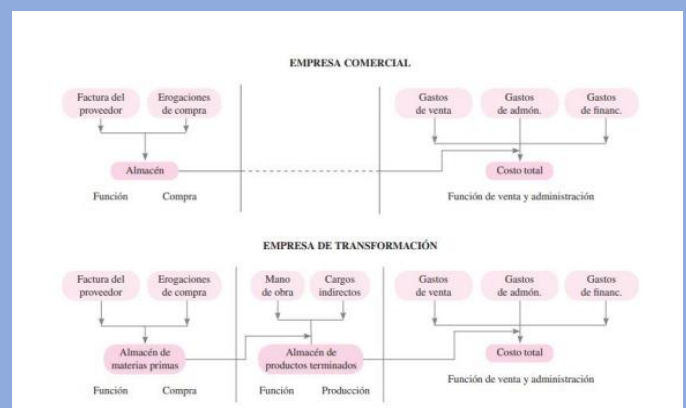 EMPRESA COMERCIAL
Factura del
proveedor
Erogaciones
de compra
Gastos
de venta
Gastos
de admón.
Gastos
de financ.
Almacén
Costo total
Función Compra
Función de venta y administración
EMPRESA DE TRANSFORMACIÓN
Factura del
proveedor
Erogaciones
de compra
Mano
de obra
Cargos
indirectos
Gastos
de venta
Gastos
de admón.
Gastos
de financ.
Almacén de
materias primas
Almacén de
productos terminados
Costo total
Función Compra
Función Producción
Función de venta y administración